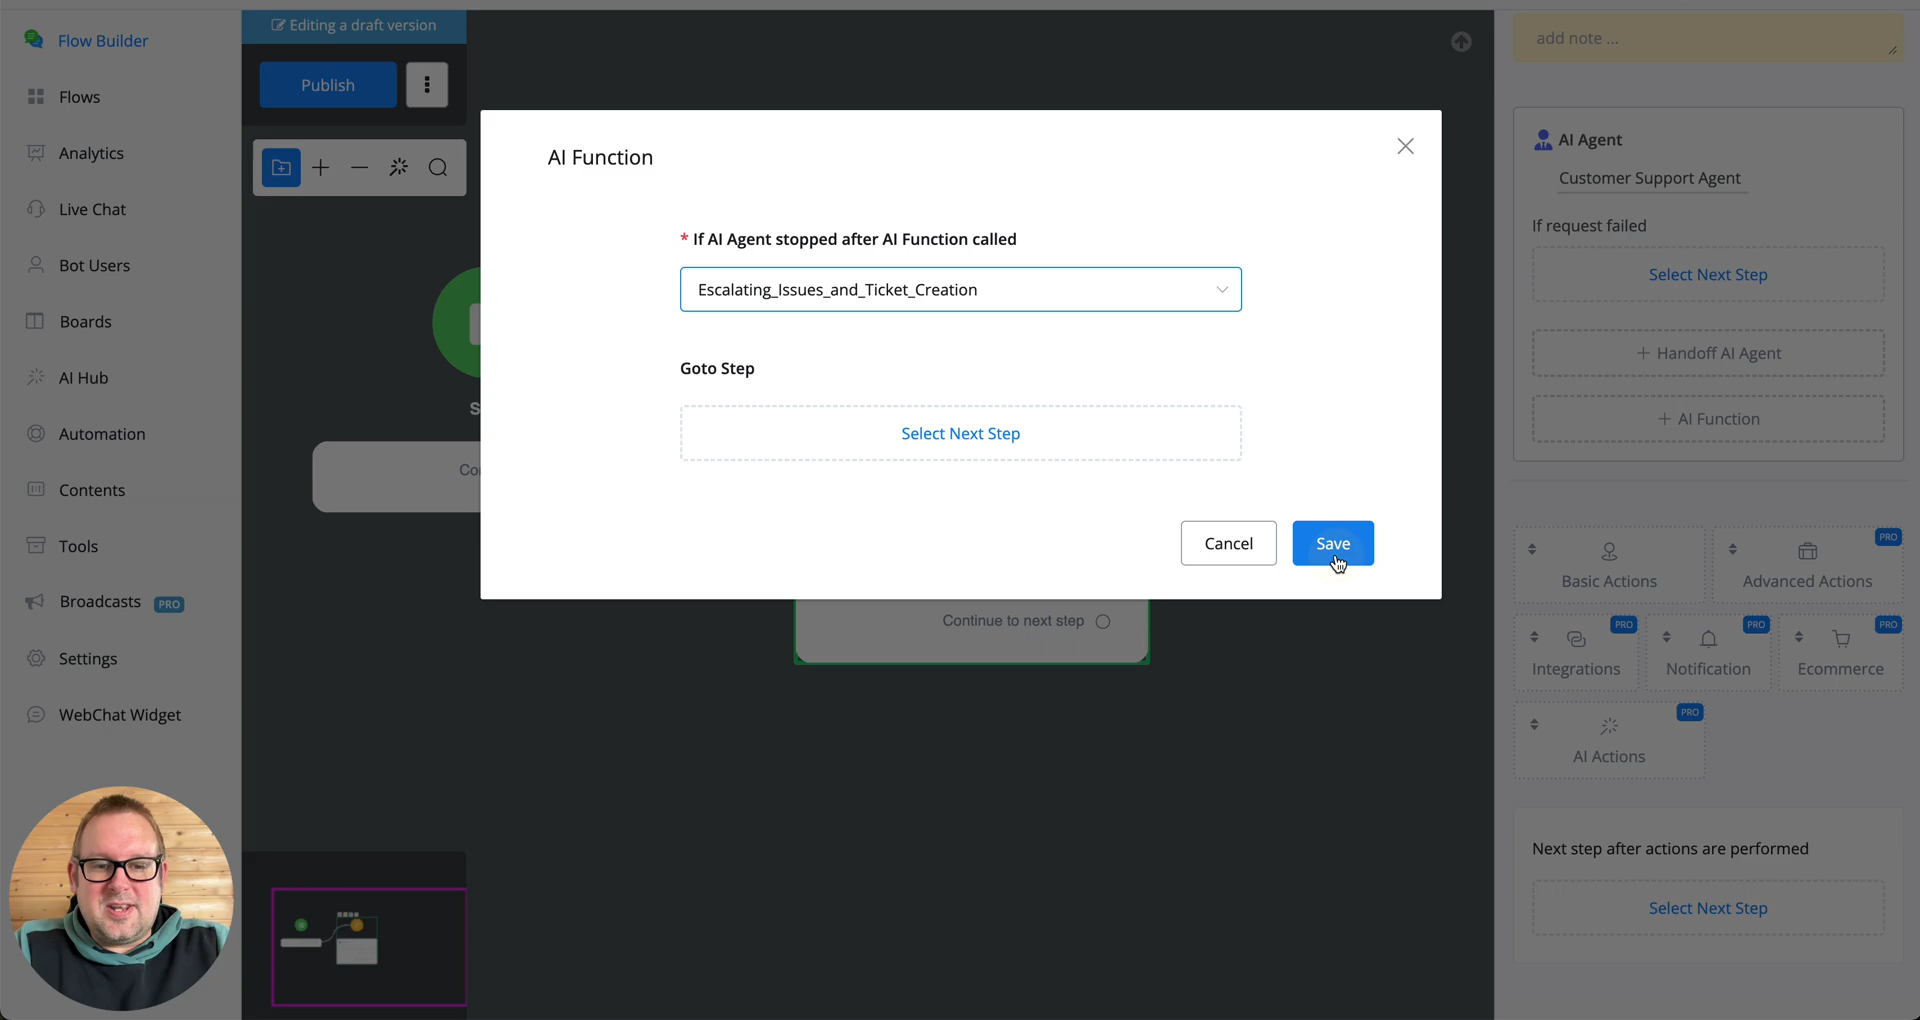 Flow Builder
Flows
Analytics
Live Chat
Bot Users
Boards
AI Hub
Automation
Contents
Tools
Broadcasts PRO
Settings
WebChat Widget
Editing a draft version
Publish
S
Co
AI Function
* If AI Agent stopped after AI Function called
Escalating_Issues_and_Ticket_Creation
Goto Step
Select Next Step
Cancel
Save
Continue to next step
add note ...
AI Agent
Customer Support Agent
If request failed
Select Next Step
+ Handoff AI Agent
+ AI Function
Basic Actions
PRO
Advanced Actions
PRO
Integrations
PRO
Notification
PRO
Ecommerce
PRO
AI Actions
Next step after actions are performed
Select Next Step